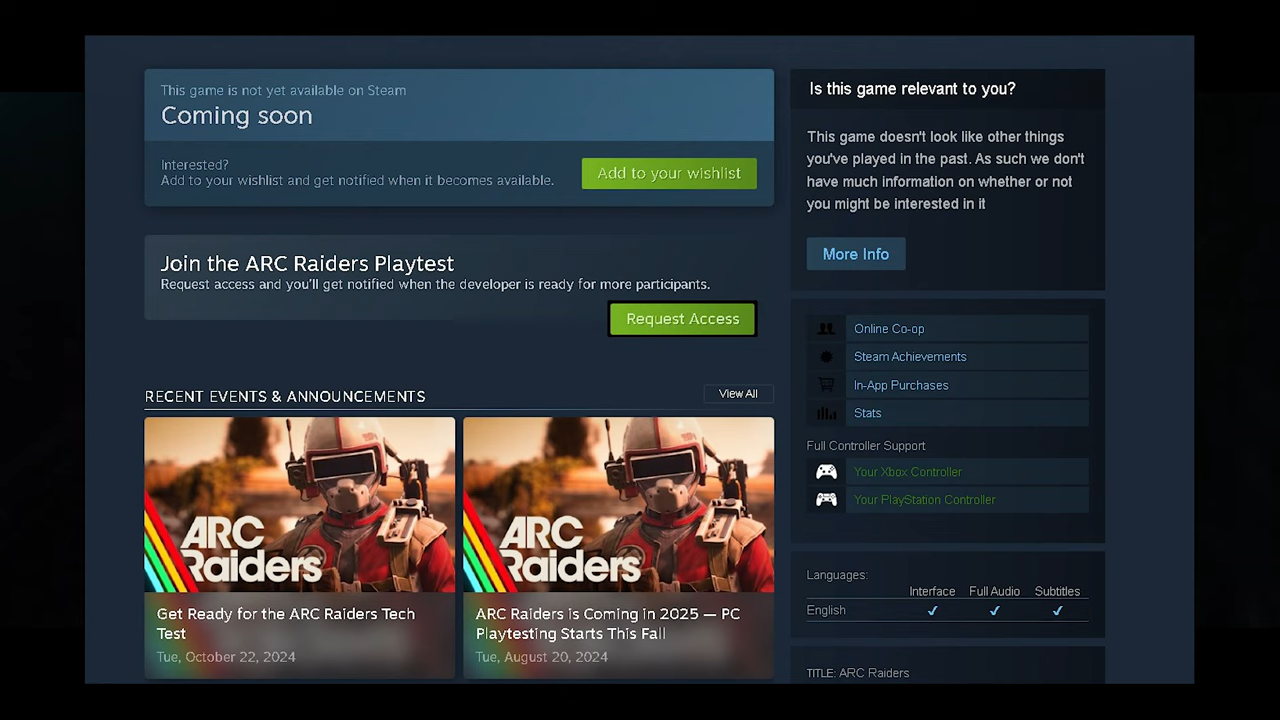 This game is not yet available on Steam
Coming soon
Interested?
Add to your wishlist and get notified when it becomes available.
Add to your wishlist
Join the ARC Raiders Playtest
Request access and you'll get notified when the developer is ready for more participants.
Request Access
RECENT EVENTS & ANNOUNCEMENTS
View All
ARC
Raiders
Get Ready for the ARC Raiders Tech
Test
Tue, October 22, 2024
ARC
Raiders
ARC Raiders is Coming in 2025 — PC
Playtesting Starts This Fall
Tue, August 20, 2024
Is this game relevant to you?
This game doesn't look like other things
you've played in the past. As such we don't
have much information on whether or not
you might be interested in it
More Info
Online Co-op
Steam Achievements
In-App Purchases
Stats
Full Controller Support
Your Xbox Controller
Your PlayStation Controller
Languages:
Interface Full Audio Subtitles
English ✓ ✓ ✓
TITLE: ARC Raiders